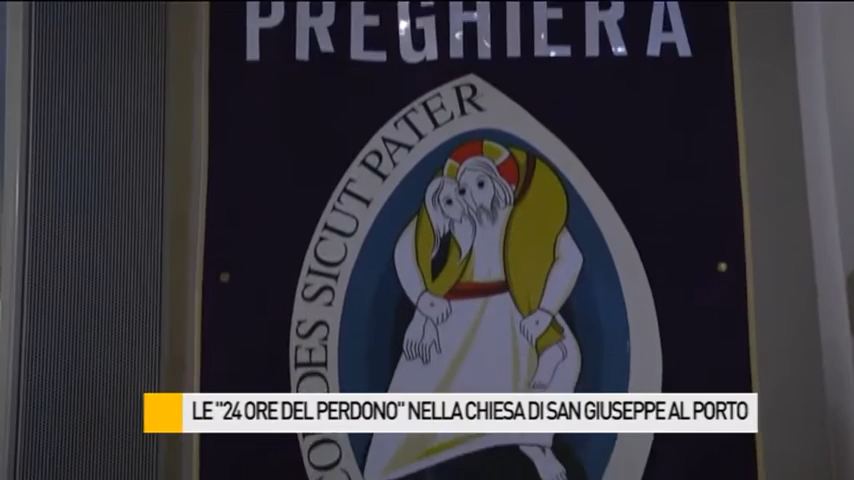 PREGHIERA
SICUT PATER
LE "24 ORE DEL PERDONO" NELLA CHIESA DI SAN GIUSEPPE AL PORTO